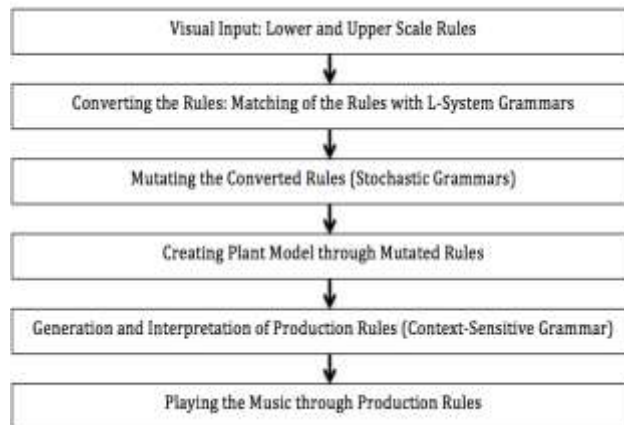 Visual Input: Lower and Upper Scale Rules
Converting the Rules: Matching of the Rules with L-System Grammars
Mutating the Converted Rules (Stochastic Grammars)
Creating Plant Model through Mutated Rules
Generation and Interpretation of Production Rules (Context-Sensitive Grammar)
Playing the Music through Production Rules